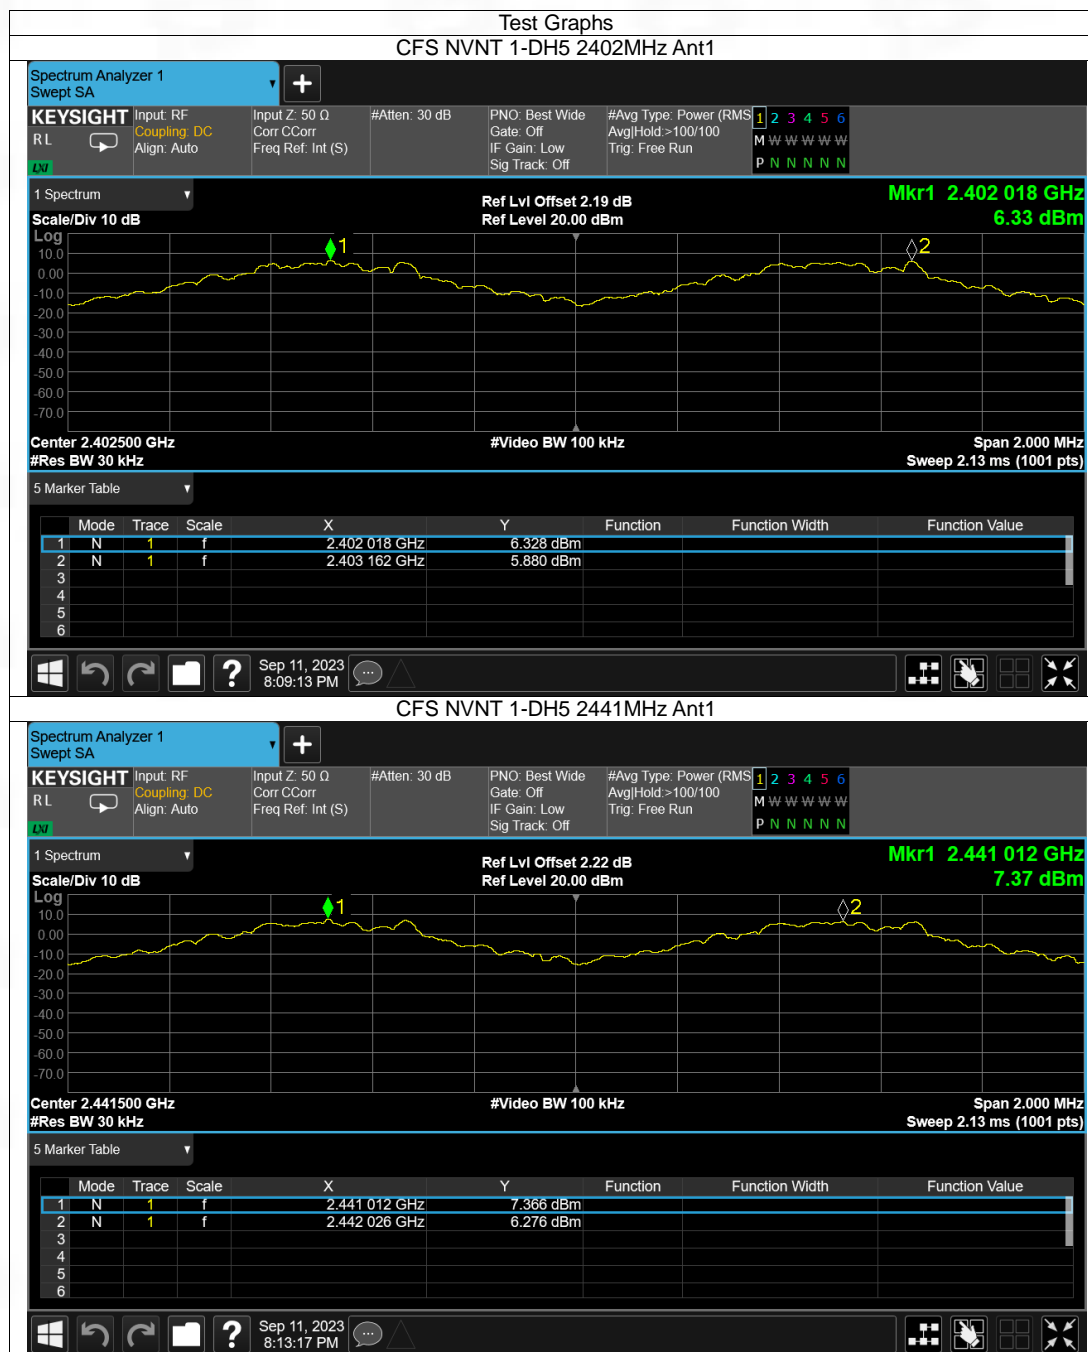 Test Graphs
CFS NVNT 1-DH5 2402MHz Ant1
Spectrum Analyzer 1
Swept SA
+
KEYSIGHT Input: RF Input Z: 50 Ω #Atten: 30 dB PNO: Best Wide #Avg Type: Power (RMS 1 2 3 4 5 6
RL Coupling: DC Corr CCorr Gate: Off Avg|Hold:>100/100 M W W W W W
Align: Auto Freq Ref: Int (S) IF Gain: Low Trig: Free Run
LXI Sig Track: Off P N N N N N
1 Spectrum Ref Lvl Offset 2.19 dB Mkr1 2.402 018 GHz
Scale/Div 10 dB Ref Level 20.00 dBm 6.33 dBm
Log
1 2
10.0
0.00
-10.0
-20.0
-30.0
-40.0
-50.0
-60.0
-70.0
Center 2.402500 GHz #Video BW 100 kHz Span 2.000 MHz
#Res BW 30 kHz Sweep 2.13 ms (1001 pts)
5 Marker Table
Mode Trace Scale X Y Function Function Width Function Value
1 N 1 f 2.402 018 GHz 6.328 dBm
2 N 1 f 2.403 162 GHz 5.880 dBm
3
4
5
6
? Sep 11, 2023
8:09:13 PM
CFS NVNT 1-DH5 2441MHz Ant1
Spectrum Analyzer 1
Swept SA
+
KEYSIGHT Input: RF Input Z: 50 Ω #Atten: 30 dB PNO: Best Wide #Avg Type: Power (RMS 1 2 3 4 5 6
RL Coupling: DC Corr CCorr Gate: Off Avg|Hold:>100/100 M W W W W W
Align: Auto Freq Ref: Int (S) IF Gain: Low Trig: Free Run
LXI Sig Track: Off P N N N N N
1 Spectrum Ref Lvl Offset 2.22 dB Mkr1 2.441 012 GHz
Scale/Div 10 dB Ref Level 20.00 dBm 7.37 dBm
Log
1 2
10.0
0.00
-10.0
-20.0
-30.0
-40.0
-50.0
-60.0
-70.0
Center 2.441500 GHz #Video BW 100 kHz Span 2.000 MHz
#Res BW 30 kHz Sweep 2.13 ms (1001 pts)
5 Marker Table
Mode Trace Scale X Y Function Function Width Function Value
1 N 1 f 2.441 012 GHz 7.366 dBm
2 N 1 f 2.442 026 GHz 6.276 dBm
3
4
5
6
? Sep 11, 2023
8:13:17 PM